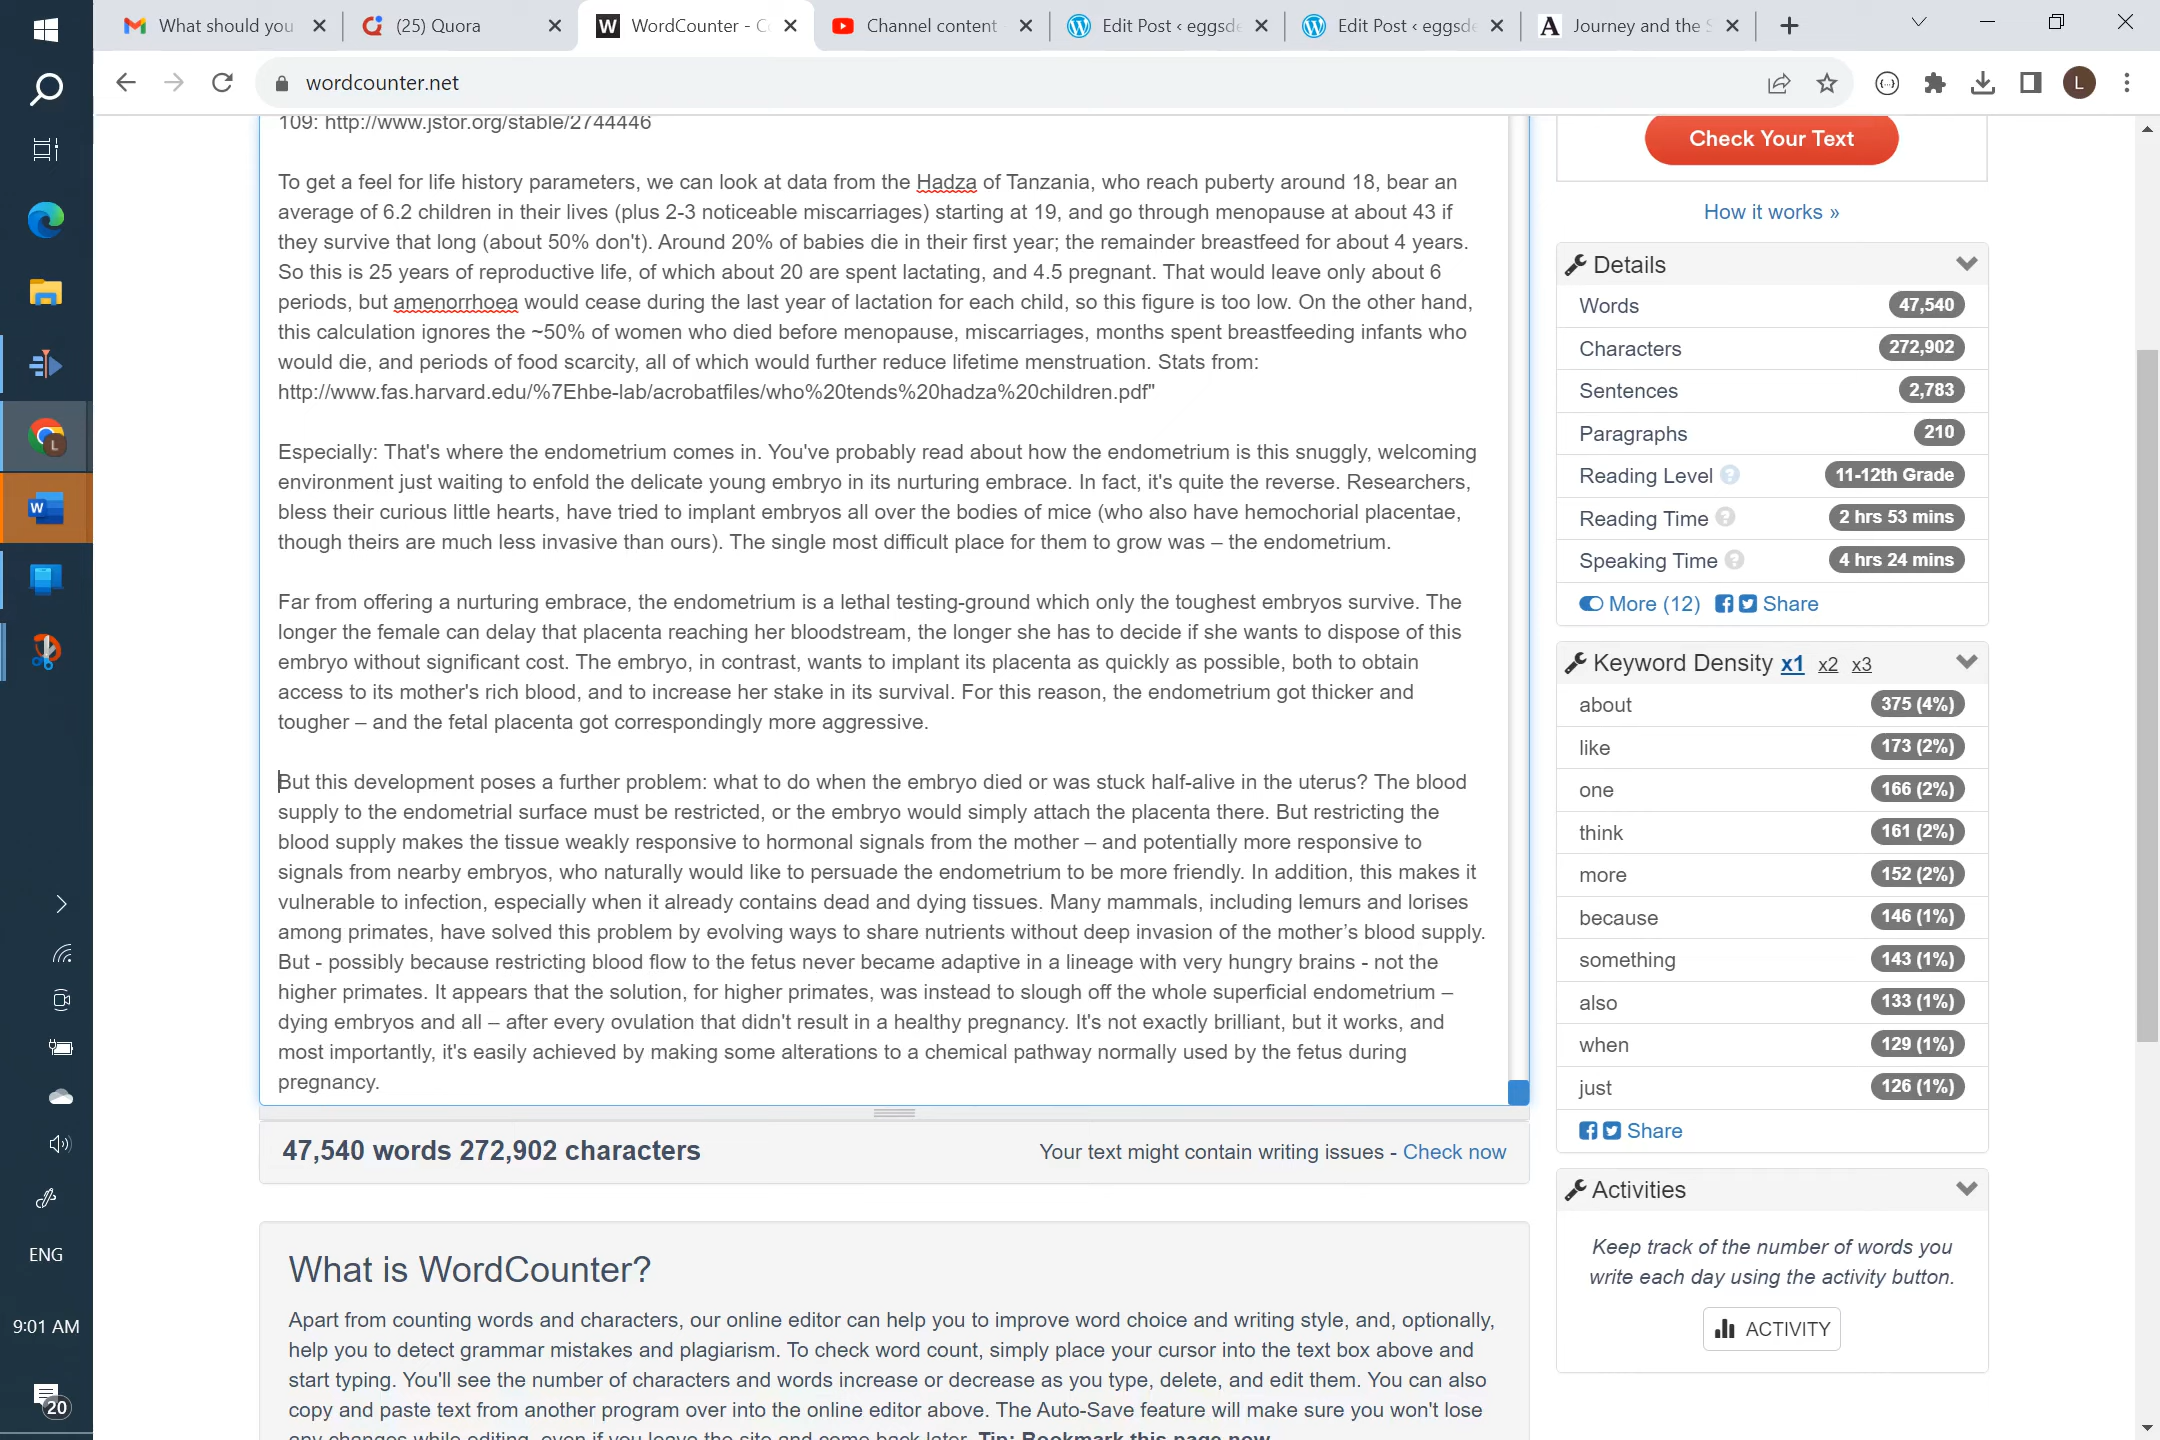 What should you
(25) Quora
WordCounter - Co
Channel content
Edit Post ‹ eggsde
Edit Post ‹ eggsde
Journey and the S
wordcounter.net
109: http://www.jstor.org/stable/2744446
To get a feel for life history parameters, we can look at data from the Hadza of Tanzania, who reach puberty around 18, bear an
average of 6.2 children in their lives (plus 2-3 noticeable miscarriages) starting at 19, and go through menopause at about 43 if
they survive that long (about 50% don't). Around 20% of babies die in their first year; the remainder breastfeed for about 4 years.
So this is 25 years of reproductive life, of which about 20 are spent lactating, and 4.5 pregnant. That would leave only about 6
periods, but amenorrhoea would cease during the last year of lactation for each child, so this figure is too low. On the other hand,
this calculation ignores the ~50% of women who died before menopause, miscarriages, months spent breastfeeding infants who
would die, and periods of food scarcity, all of which would further reduce lifetime menstruation. Stats from:
http://www.fas.harvard.edu/%7Ehbe-lab/acrobatfiles/who%20tends%20hadza%20children.pdf"
Especially: That's where the endometrium comes in. You've probably read about how the endometrium is this snuggly, welcoming
environment just waiting to enfold the delicate young embryo in its nurturing embrace. In fact, it's quite the reverse. Researchers,
bless their curious little hearts, have tried to implant embryos all over the bodies of mice (who also have hemochorial placentae,
though theirs are much less invasive than ours). The single most difficult place for them to grow was – the endometrium.
Far from offering a nurturing embrace, the endometrium is a lethal testing-ground which only the toughest embryos survive. The
longer the female can delay that placenta reaching her bloodstream, the longer she has to decide if she wants to dispose of this
embryo without significant cost. The embryo, in contrast, wants to implant its placenta as quickly as possible, both to obtain
access to its mother's rich blood, and to increase her stake in its survival. For this reason, the endometrium got thicker and
tougher – and the fetal placenta got correspondingly more aggressive.
But this development poses a further problem: what to do when the embryo died or was stuck half-alive in the uterus? The blood
supply to the endometrial surface must be restricted, or the embryo would simply attach the placenta there. But restricting the
blood supply makes the tissue weakly responsive to hormonal signals from the mother – and potentially more responsive to
signals from nearby embryos, who naturally would like to persuade the endometrium to be more friendly. In addition, this makes it
vulnerable to infection, especially when it already contains dead and dying tissues. Many mammals, including lemurs and lorises
among primates, have solved this problem by evolving ways to share nutrients without deep invasion of the mother’s blood supply.
But - possibly because restricting blood flow to the fetus never became adaptive in a lineage with very hungry brains - not the
higher primates. It appears that the solution, for higher primates, was instead to slough off the whole superficial endometrium –
dying embryos and all – after every ovulation that didn't result in a healthy pregnancy. It's not exactly brilliant, but it works, and
most importantly, it's easily achieved by making some alterations to a chemical pathway normally used by the fetus during
pregnancy.
47,540 words 272,902 characters
Your text might contain writing issues - Check now
What is WordCounter?
Apart from counting words and characters, our online editor can help you to improve word choice and writing style, and, optionally,
help you to detect grammar mistakes and plagiarism. To check word count, simply place your cursor into the text box above and
start typing. You'll see the number of characters and words increase or decrease as you type, delete, and edit them. You can also
copy and paste text from another program over into the online editor above. The Auto-Save feature will make sure you won't lose
any changes while editing, even if you leave the site and come back later. Tip: Bookmark this page now.
Check Your Text
How it works »
Details
Words 47,540
Characters 272,902
Sentences 2,783
Paragraphs 210
Reading Level 11-12th Grade
Reading Time 2 hrs 53 mins
Speaking Time 4 hrs 24 mins
More (12) Share
Keyword Density x1 x2 x3
about 375 (4%)
like 173 (2%)
one 166 (2%)
think 161 (2%)
more 152 (2%)
because 146 (1%)
something 143 (1%)
also 133 (1%)
when 129 (1%)
just 126 (1%)
Share
Activities
Keep track of the number of words you
write each day using the activity button.
ACTIVITY
ENG
9:01 AM
20